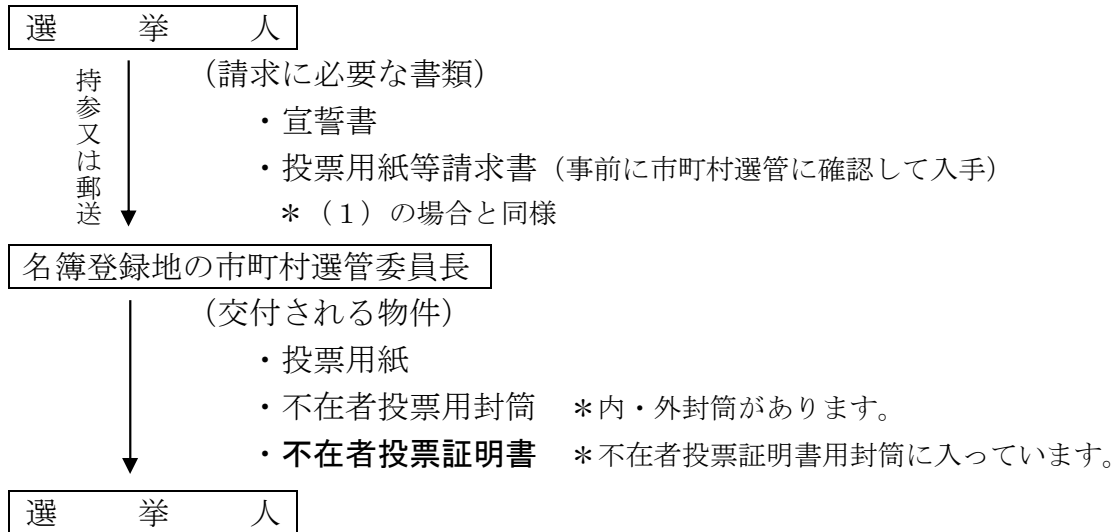 選　挙　人
持参又は郵送
(請求に必要な書類)
・宣誓書
・投票用紙等請求書（事前に市町村選管に確認して入手）
＊（１）の場合と同様
名簿登録地の市町村選管委員長
(交付される物件)
・投票用紙
・不在者投票用封筒　＊内・外封筒があります。
・不在者投票証明書　＊不在者投票証明書用封筒に入っています。
選　挙　人